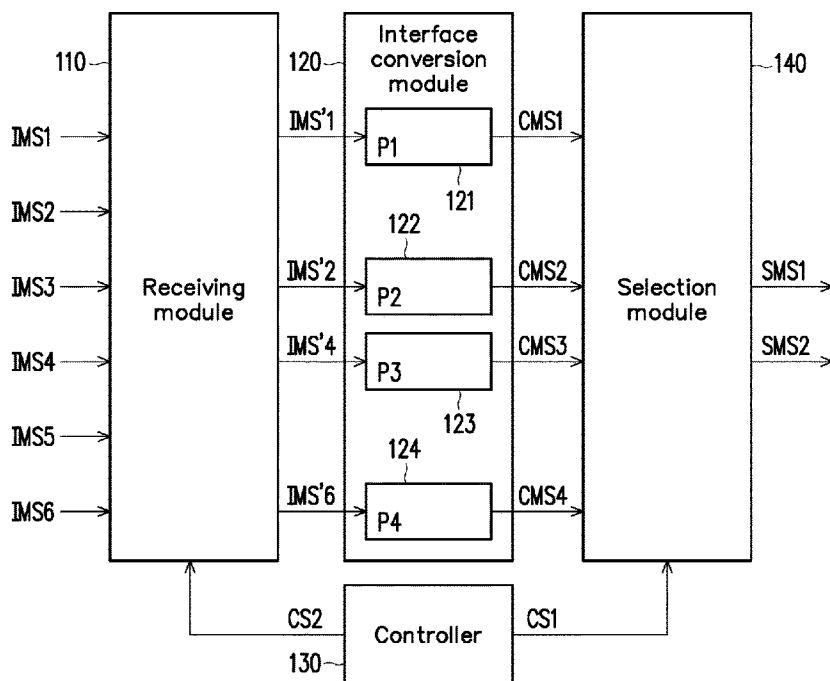 110
120
Interface
conversion
module
140
IMS1
IMS'1
P1
CMS1
121
IMS2
122
IMS3
Receiving
module
IMS'2
P2
CMS2
Selection
module
SMS1
IMS4
IMS'4
P3
CMS3
SMS2
123
IMS5
124
IMS6
IMS'6
P4
CMS4
CS2
Controller
CS1
130